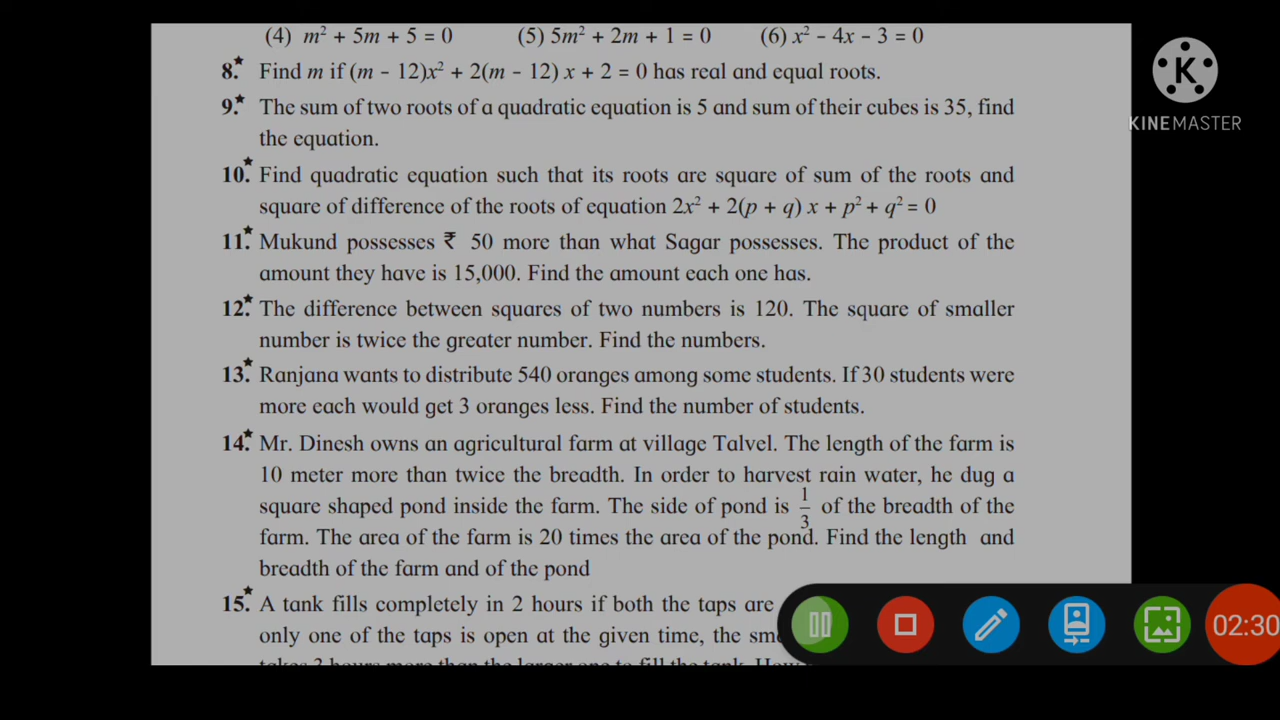 (4) m² + 5m + 5 = 0 (5) 5m² + 2m + 1 = 0 (6) x² - 4x - 3 = 0
8.★ Find m if (m - 12)x² + 2(m - 12) x + 2 = 0 has real and equal roots.
9.★ The sum of two roots of a quadratic equation is 5 and sum of their cubes is 35, find
the equation.
10.★ Find quadratic equation such that its roots are square of sum of the roots and
square of difference of the roots of equation 2x² + 2(p + q) x + p² + q² = 0
11.★ Mukund possesses ₹ 50 more than what Sagar possesses. The product of the
amount they have is 15,000. Find the amount each one has.
12.★ The difference between squares of two numbers is 120. The square of smaller
number is twice the greater number. Find the numbers.
13.★ Ranjana wants to distribute 540 oranges among some students. If 30 students were
more each would get 3 oranges less. Find the number of students.
14.★ Mr. Dinesh owns an agricultural farm at village Talvel. The length of the farm is
10 meter more than twice the breadth. In order to harvest rain water, he dug a
square shaped pond inside the farm. The side of pond is 1/3 of the breadth of the
farm. The area of the farm is 20 times the area of the pond. Find the length and
breadth of the farm and of the pond
15.★ A tank fills completely in 2 hours if both the taps are
only one of the taps is open at the given time, the
takes 3 hours more than the larger one to fill the tank.
K
KINEMASTER
02:30